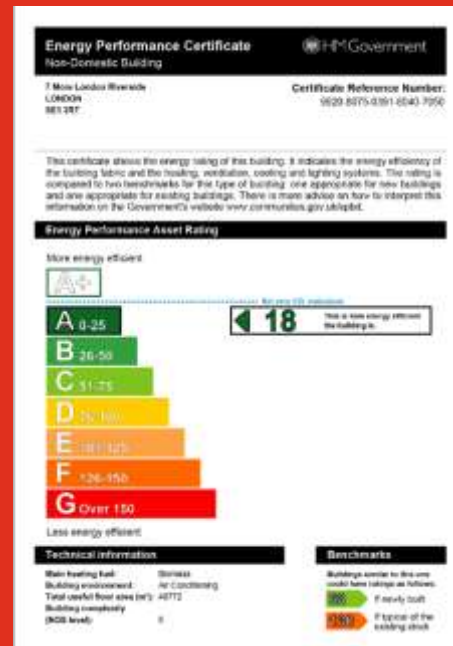 Energy Performance Certificate
HM Government
Non-Domestic Building
7 More London Riverside
LONDON
SE1 2RT
Certificate Reference Number:
This certificate shows the energy rating of this building. It indicates the energy efficiency of
the building fabric and the heating, ventilation, cooling and lighting systems. The rating is
compared to two benchmarks for this type of building: one appropriate for new buildings
and one appropriate for existing buildings. There is more advice on how to interpret this
information on the Government's website www.communities.gov.uk/epbd.
Energy Performance Asset Rating
More energy efficient
A+
Net zero CO2 emissions
A 0-25
18
This is how energy efficient
the building is.
B 26-50
C 51-75
D 76-100
E 101-125
F 126-150
G Over 150
Less energy efficient
Technical Information
Main heating fuel: Biomass
Building environment: Air Conditioning
Total useful floor area (m²):
Building complexity
(NOS level):
Benchmarks
Buildings similar to this one
could have ratings as follows:
If newly built
If typical of the
existing stock